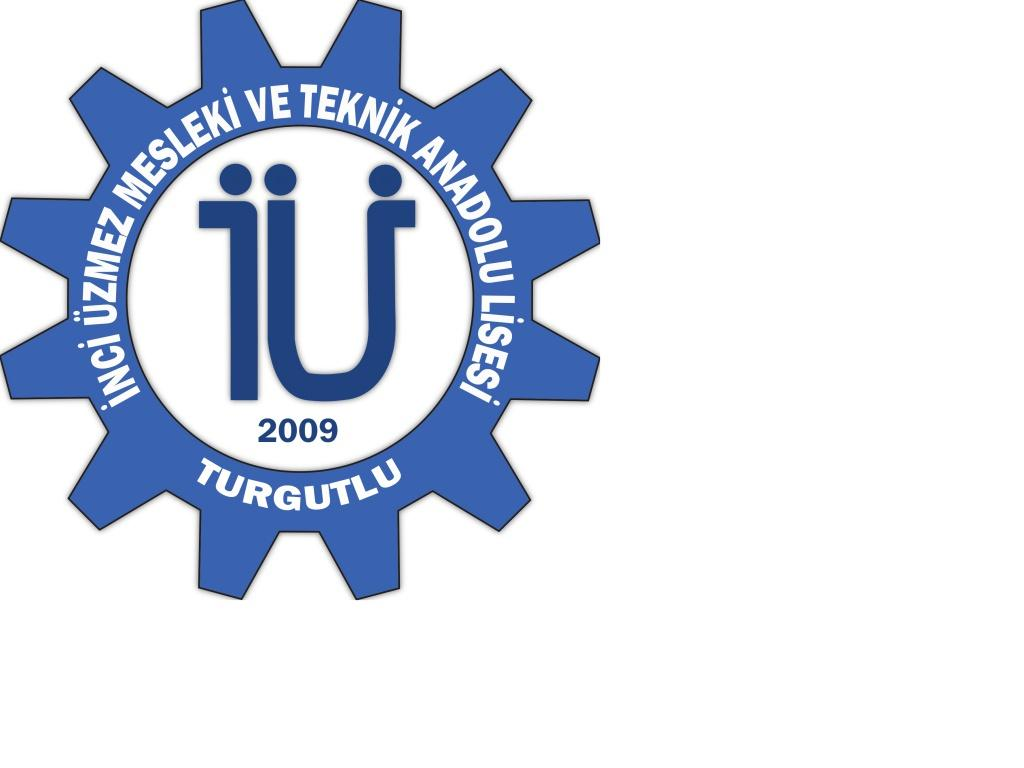 İNCİ ÜZMEZ MESLEKİ VE TEKNİK ANADOLU LİSESİ
İÜ
2009
TURGUTLU